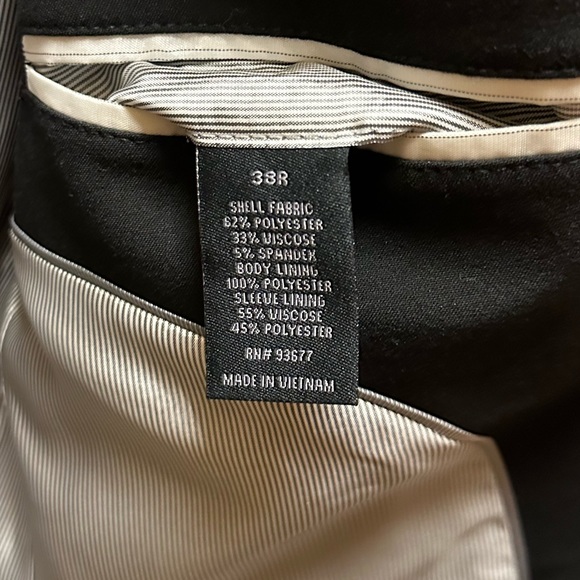 38R
SHELL FABRIC
62% POLYESTER
33% VISCOSE
5% SPANDEX
BODY LINING
100% POLYESTER
SLEEVE LINING
55% VISCOSE
45% POLYESTER
RN# 93677
MADE IN VIETNAM